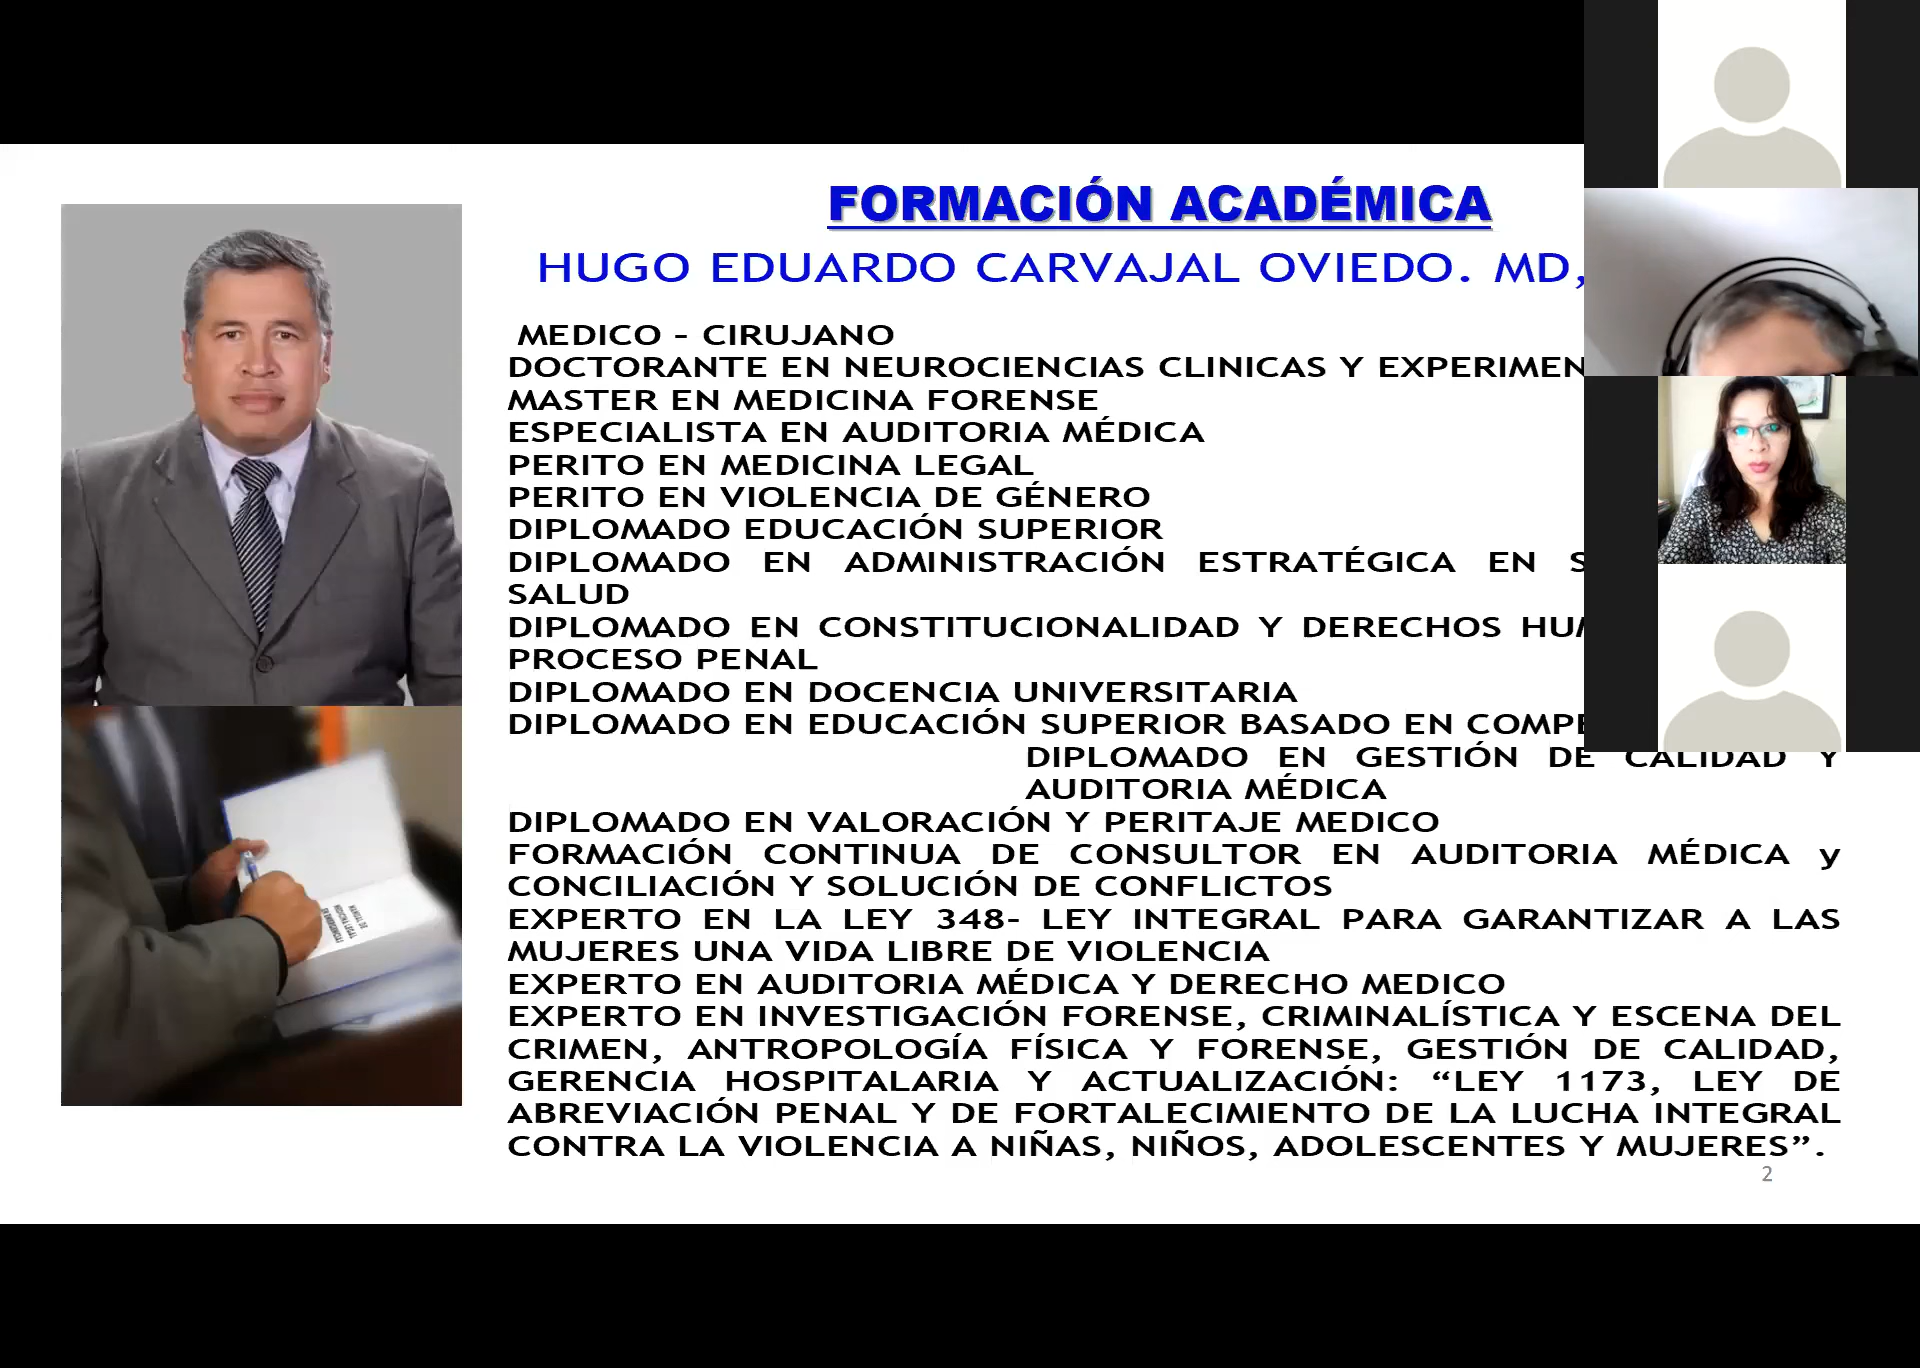 FORMACIÓN ACADÉMICA
HUGO EDUARDO CARVAJAL OVIEDO. MD,
MEDICO - CIRUJANO
DOCTORANTE EN NEUROCIENCIAS CLINICAS Y
MASTER EN MEDICINA FORENSE
ESPECIALISTA EN AUDITORIA MÉDICA
PERITO EN MEDICINA LEGAL
PERITO EN VIOLENCIA DE GÉNERO
DIPLOMADO EDUCACIÓN SUPERIOR
DIPLOMADO EN ADMINISTRACIÓN ESTRATÉGICA EN
SALUD
DIPLOMADO EN CONSTITUCIONALIDAD Y DERECHOS
PROCESO PENAL
DIPLOMADO EN DOCENCIA UNIVERSITARIA
DIPLOMADO EN EDUCACIÓN SUPERIOR BASADO EN
DIPLOMADO EN GESTIÓN DE CALIDAD Y
AUDITORIA MÉDICA
DIPLOMADO EN VALORACIÓN Y PERITAJE MEDICO
FORMACIÓN CONTINUA DE CONSULTOR EN AUDITORIA MÉDICA y
CONCILIACIÓN Y SOLUCIÓN DE CONFLICTOS
EXPERTO EN LA LEY 348- LEY INTEGRAL PARA GARANTIZAR A LAS
MUJERES UNA VIDA LIBRE DE VIOLENCIA
EXPERTO EN AUDITORIA MÉDICA Y DERECHO MEDICO
EXPERTO EN INVESTIGACIÓN FORENSE, CRIMINALÍSTICA Y ESCENA DEL
CRIMEN, ANTROPOLOGÍA FÍSICA Y FORENSE, GESTIÓN DE CALIDAD,
GERENCIA HOSPITALARIA Y ACTUALIZACIÓN: “LEY 1173, LEY DE
ABREVIACIÓN PENAL Y DE FORTALECIMIENTO DE LA LUCHA INTEGRAL
CONTRA LA VIOLENCIA A NIÑAS, NIÑOS, ADOLESCENTES Y MUJERES”.
2